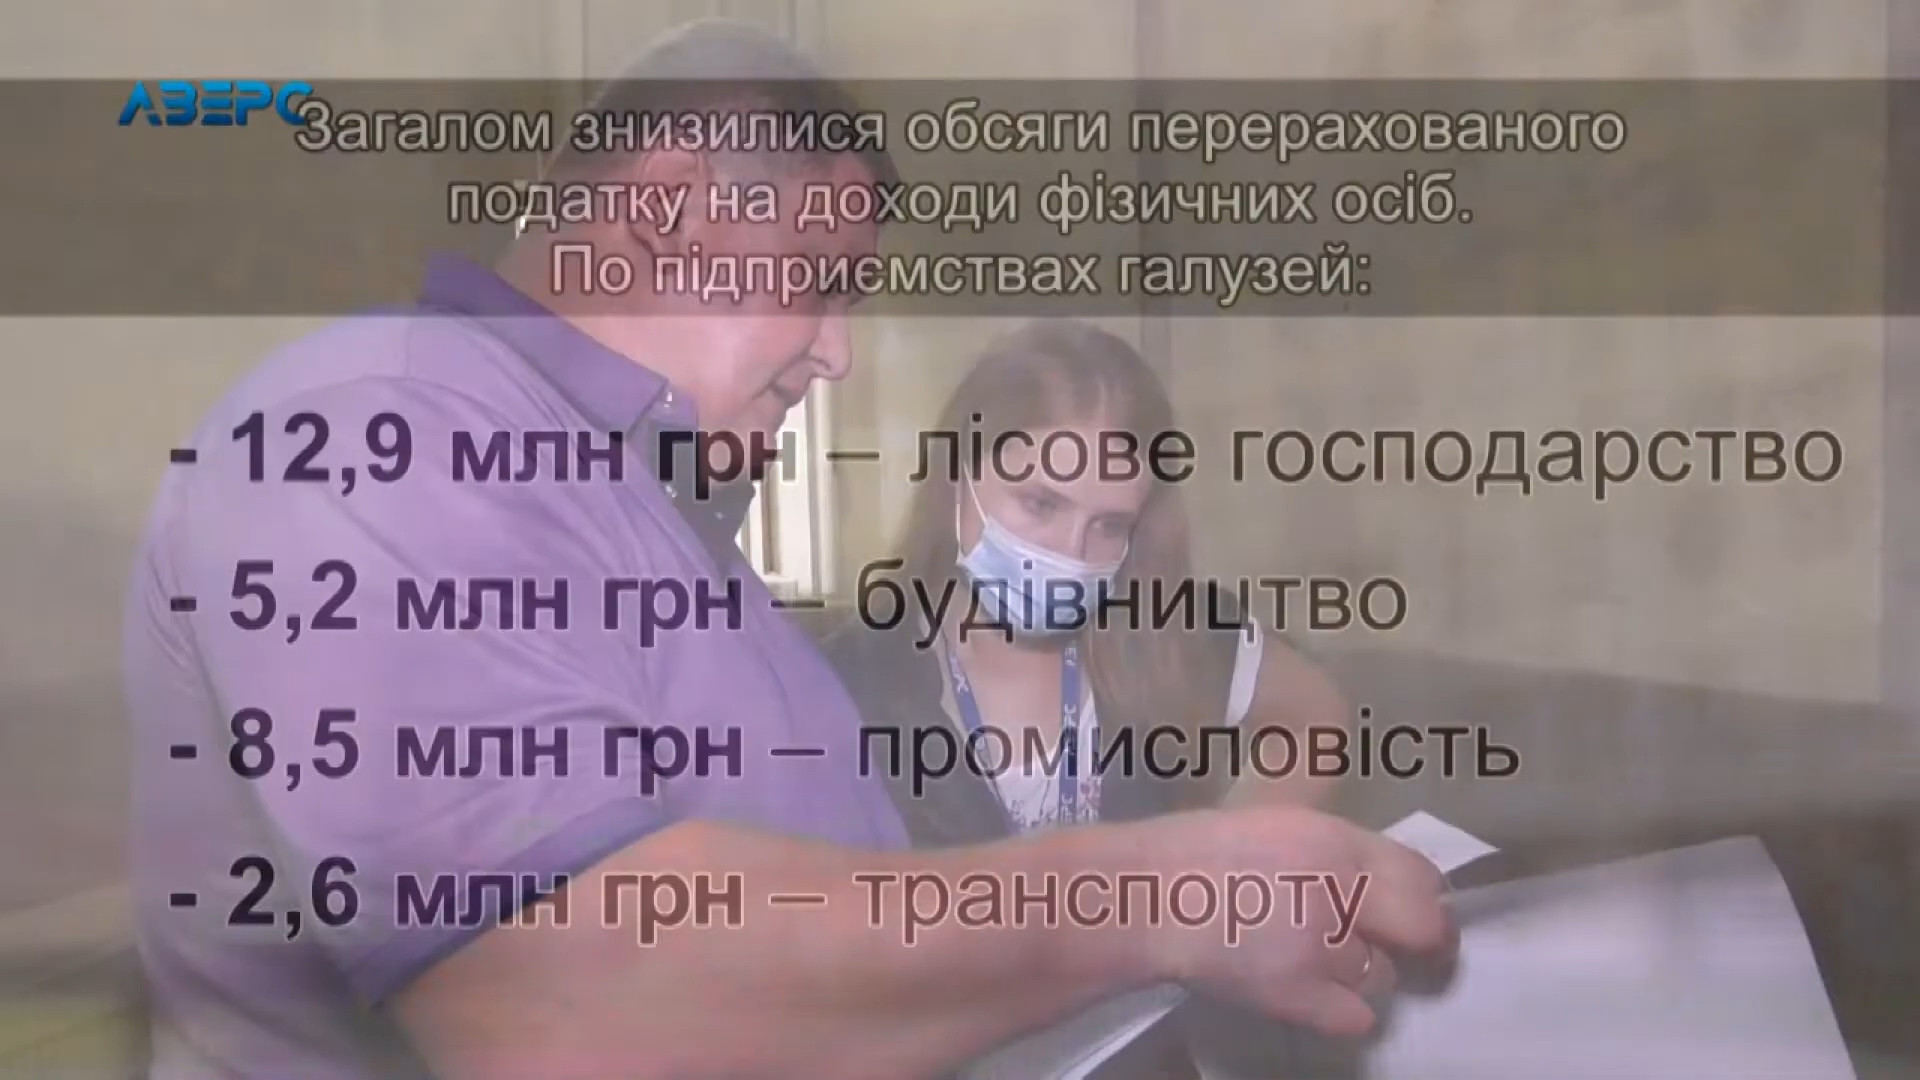 АВЕРС
Загалом знизилися обсяги перерахованого
податку на доходи фізичних осіб.
По підприємствах галузей:
- 12,9 млн грн – лісове господарство
- 5,2 млн грн – будівництво
- 8,5 млн грн – промисловість
- 2,6 млн грн – транспорту
АВЕРС